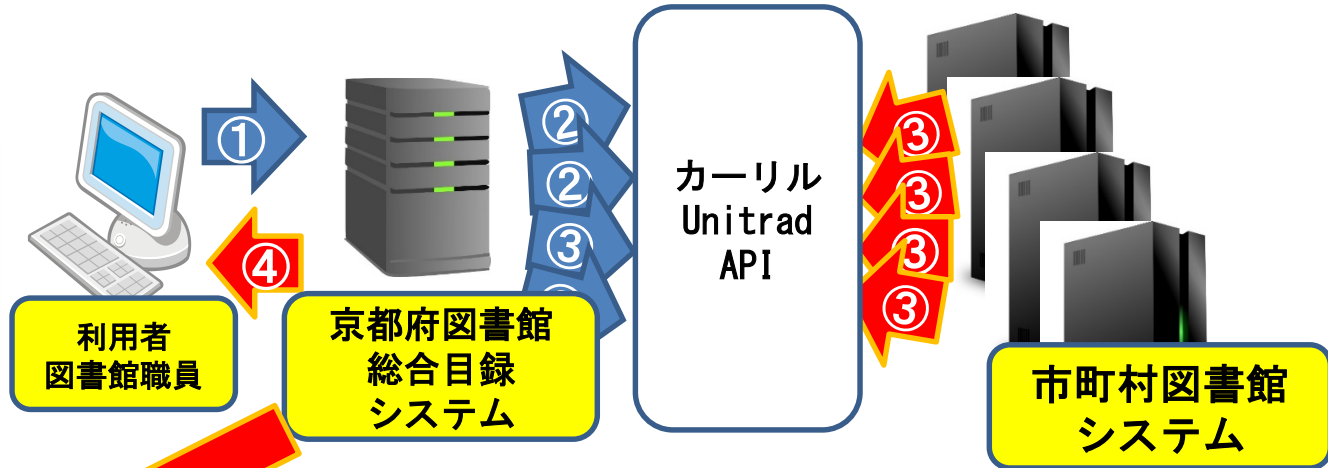 ①
②
②
③
④
カーリル
Unitrad
API
③
③
③
③
利用者
図書館職員
京都府図書館
総合目録
システム
市町村図書館
システム